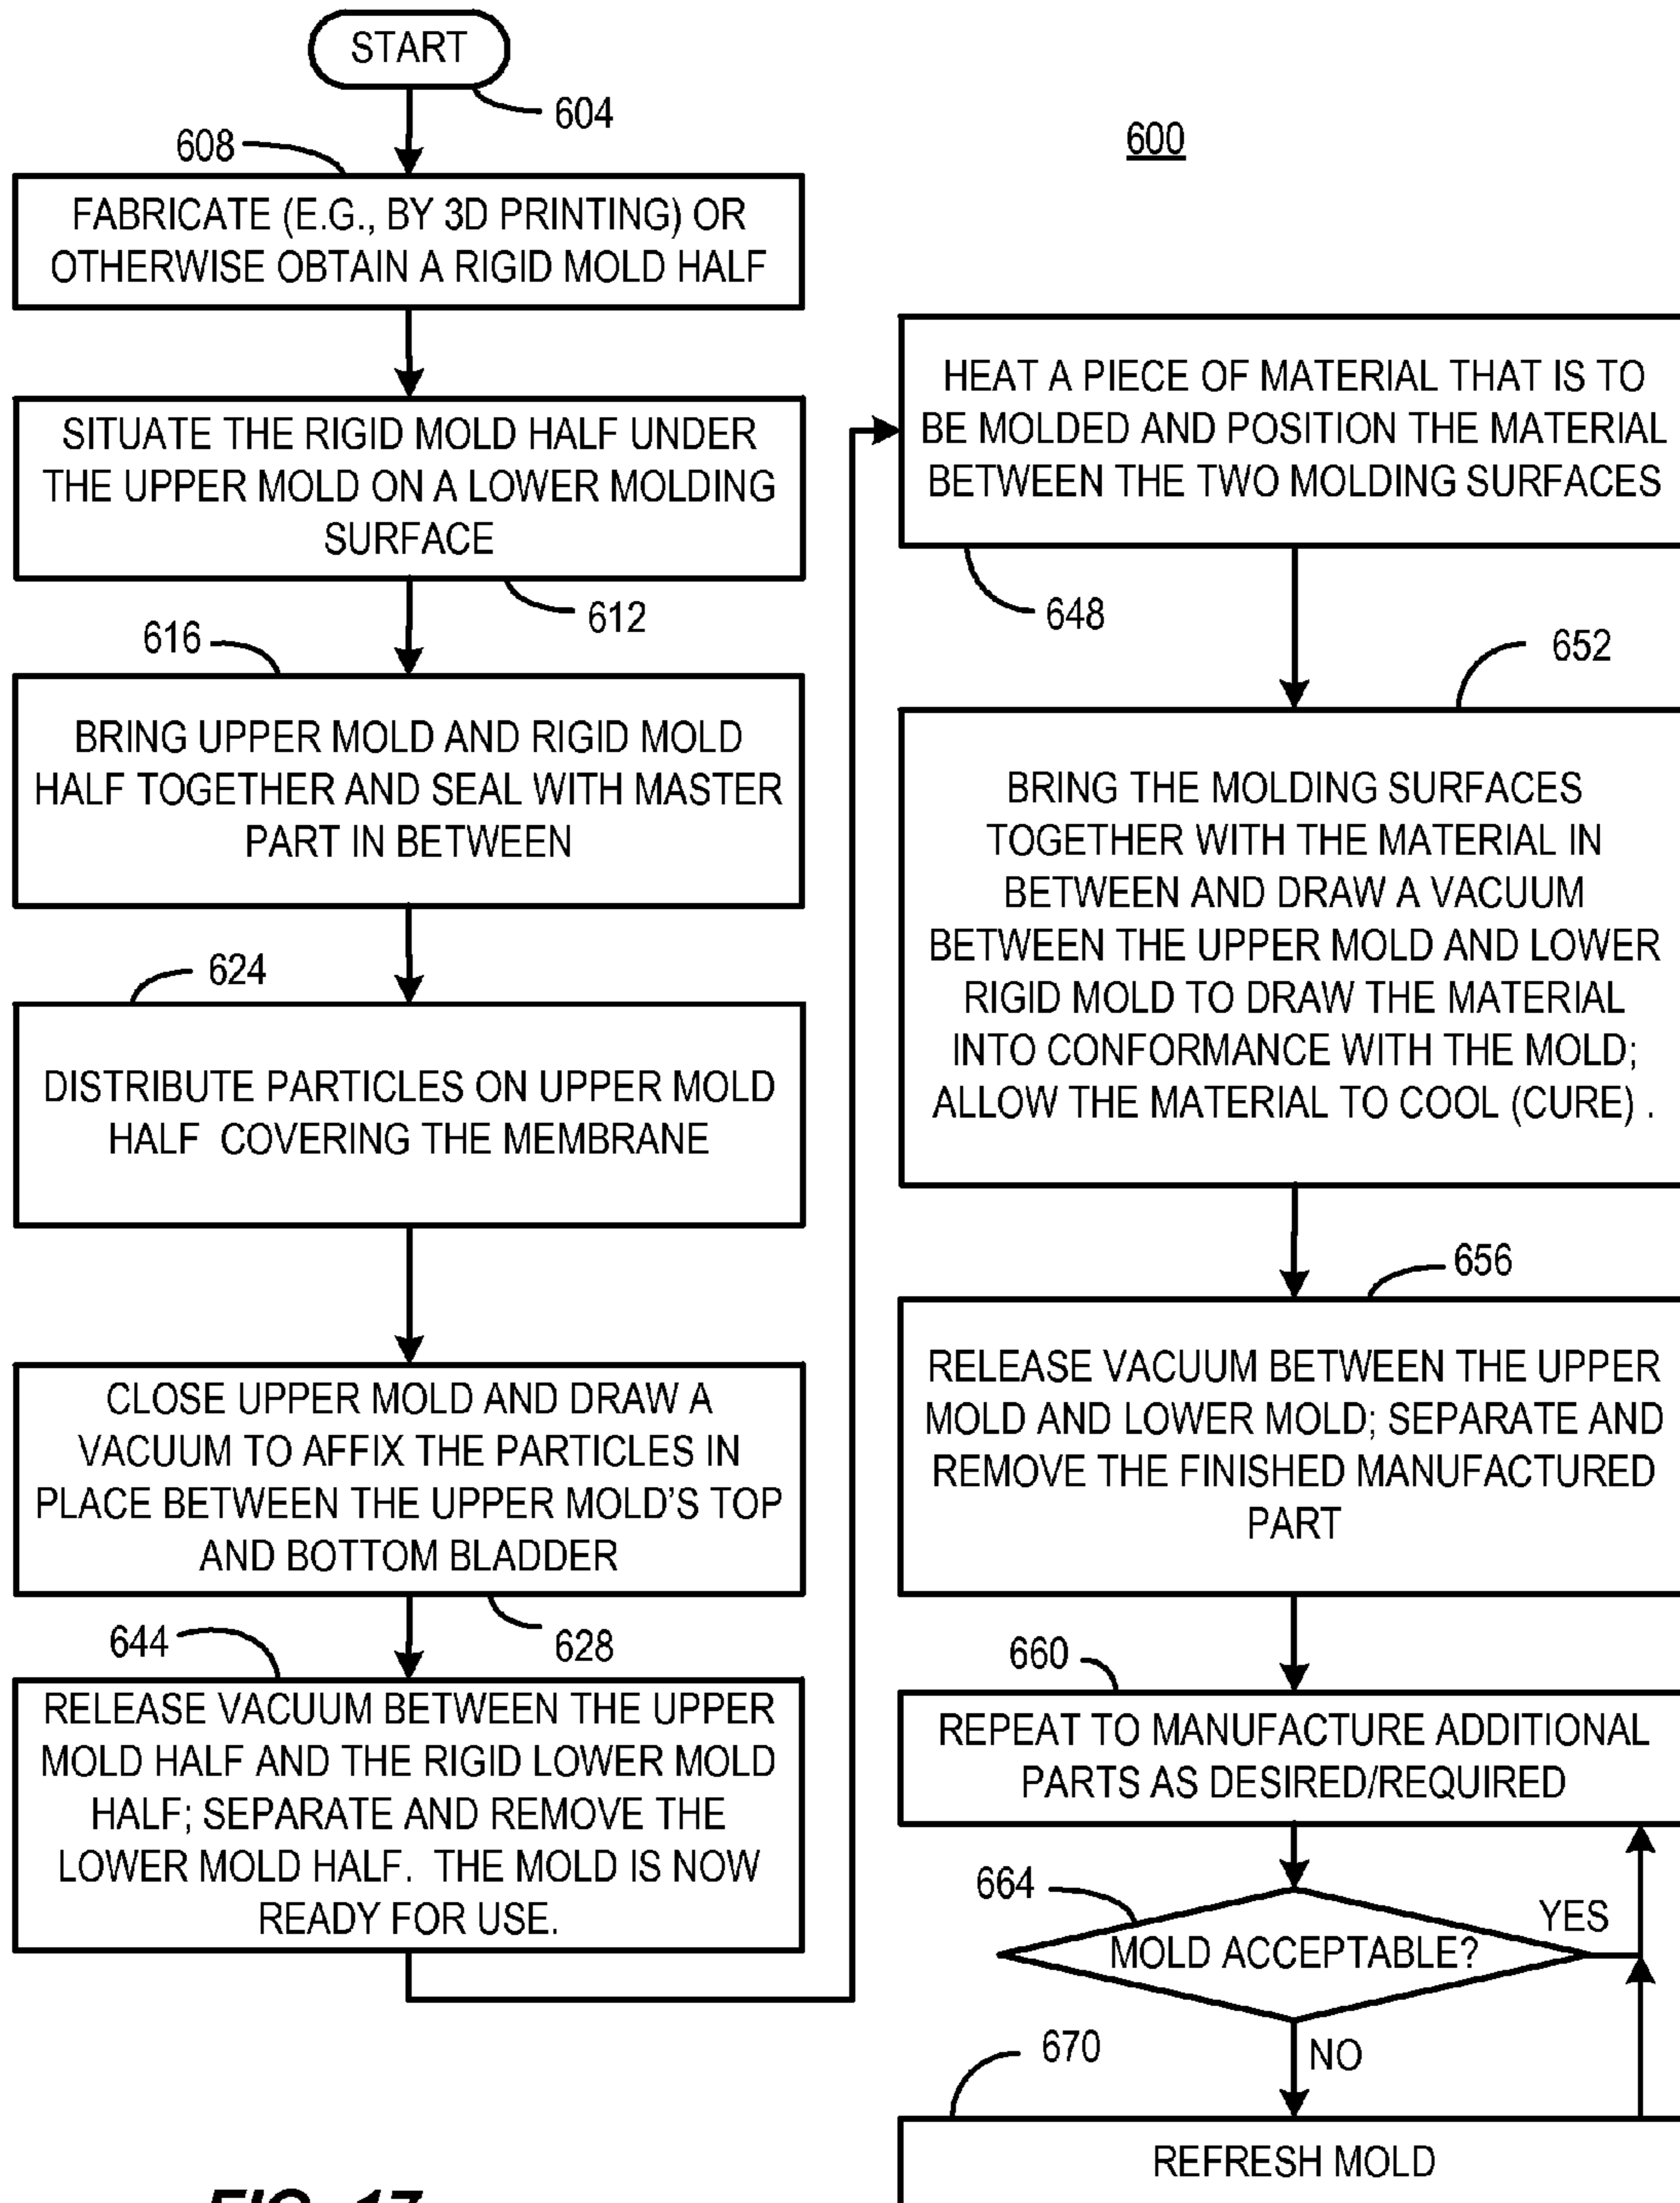 START
604
600
608
FABRICATE (E.G., BY 3D PRINTING) OR
OTHERWISE OBTAIN A RIGID MOLD HALF
SITUATE THE RIGID MOLD HALF UNDER
THE UPPER MOLD ON A LOWER MOLDING
SURFACE
612
616
BRING UPPER MOLD AND RIGID MOLD
HALF TOGETHER AND SEAL WITH MASTER
PART IN BETWEEN
624
DISTRIBUTE PARTICLES ON UPPER MOLD
HALF COVERING THE MEMBRANE
CLOSE UPPER MOLD AND DRAW A
VACUUM TO AFFIX THE PARTICLES IN
PLACE BETWEEN THE UPPER MOLD'S TOP
AND BOTTOM BLADDER
628
644
RELEASE VACUUM BETWEEN THE UPPER
MOLD HALF AND THE RIGID LOWER MOLD
HALF; SEPARATE AND REMOVE THE
LOWER MOLD HALF. THE MOLD IS NOW
READY FOR USE.
HEAT A PIECE OF MATERIAL THAT IS TO
BE MOLDED AND POSITION THE MATERIAL
BETWEEN THE TWO MOLDING SURFACES
648
652
BRING THE MOLDING SURFACES
TOGETHER WITH THE MATERIAL IN
BETWEEN AND DRAW A VACUUM
BETWEEN THE UPPER MOLD AND LOWER
RIGID MOLD TO DRAW THE MATERIAL
INTO CONFORMANCE WITH THE MOLD;
ALLOW THE MATERIAL TO COOL (CURE) .
656
RELEASE VACUUM BETWEEN THE UPPER
MOLD AND LOWER MOLD; SEPARATE AND
REMOVE THE FINISHED MANUFACTURED
PART
660
REPEAT TO MANUFACTURE ADDITIONAL
PARTS AS DESIRED/REQUIRED
664
MOLD ACCEPTABLE?
YES
NO
670
REFRESH MOLD
FIG. 17